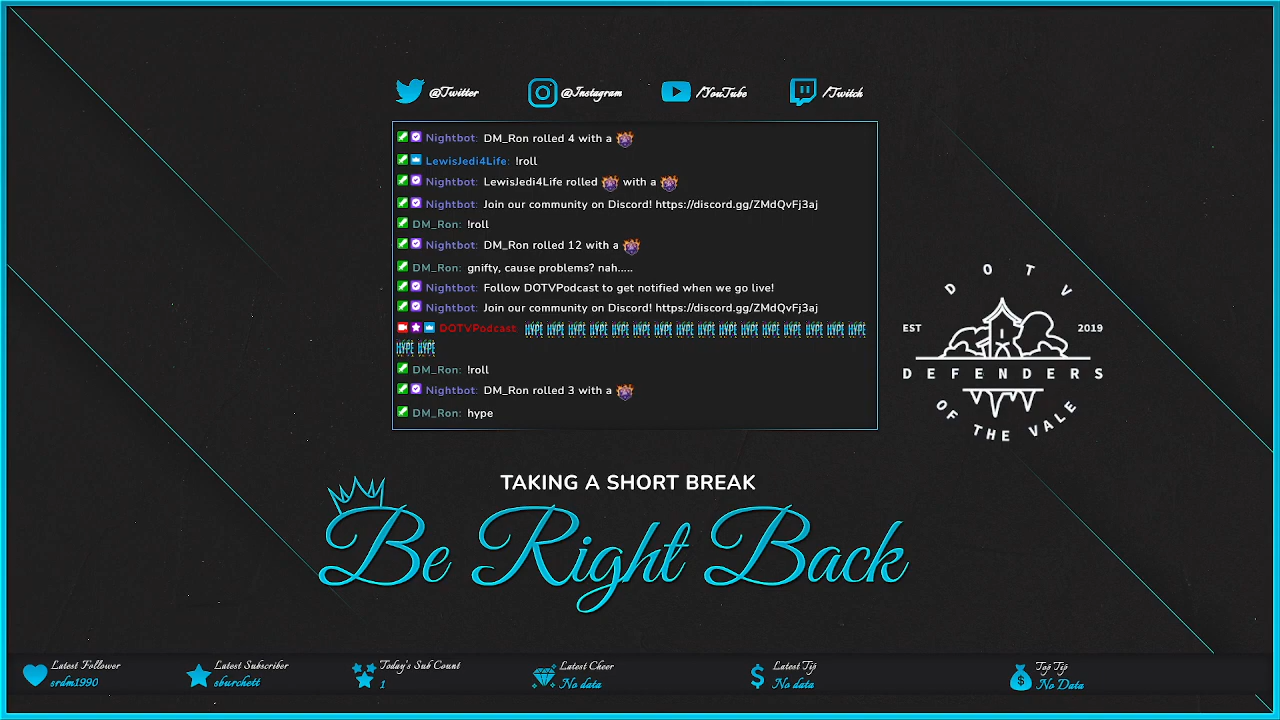 @Twitter
@Instagram
/YouTube
/Twitch
Nightbot: DM_Ron rolled 4 with a
LewisJedi4Life: !roll
Nightbot: LewisJedi4Life rolled with a
Nightbot: Join our community on Discord! https://discord.gg/ZMdQvFj3aj
DM_Ron: !roll
Nightbot: DM_Ron rolled 12 with a
DM_Ron: gnifty, cause problems? nah.....
Nightbot: Follow DOTVPodcast to get notified when we go live!
Nightbot: Join our community on Discord! https://discord.gg/ZMdQvFj3aj
DOTVPodcast: HYPE HYPE HYPE HYPE HYPE HYPE HYPE HYPE HYPE HYPE HYPE HYPE HYPE HYPE HYPE HYPE
HYPE HYPE
DM_Ron: !roll
Nightbot: DM_Ron rolled 3 with a
DM_Ron: hype
DOTV
EST
2019
DEFENDERS
OF THE VALE
TAKING A SHORT BREAK
Be Right Back
Latest Follower
srdm1990
Latest Subscriber
sburchett
Today's Sub Count
1
Latest Cheer
No data
Latest Tip
No data
Top Tip
No Data